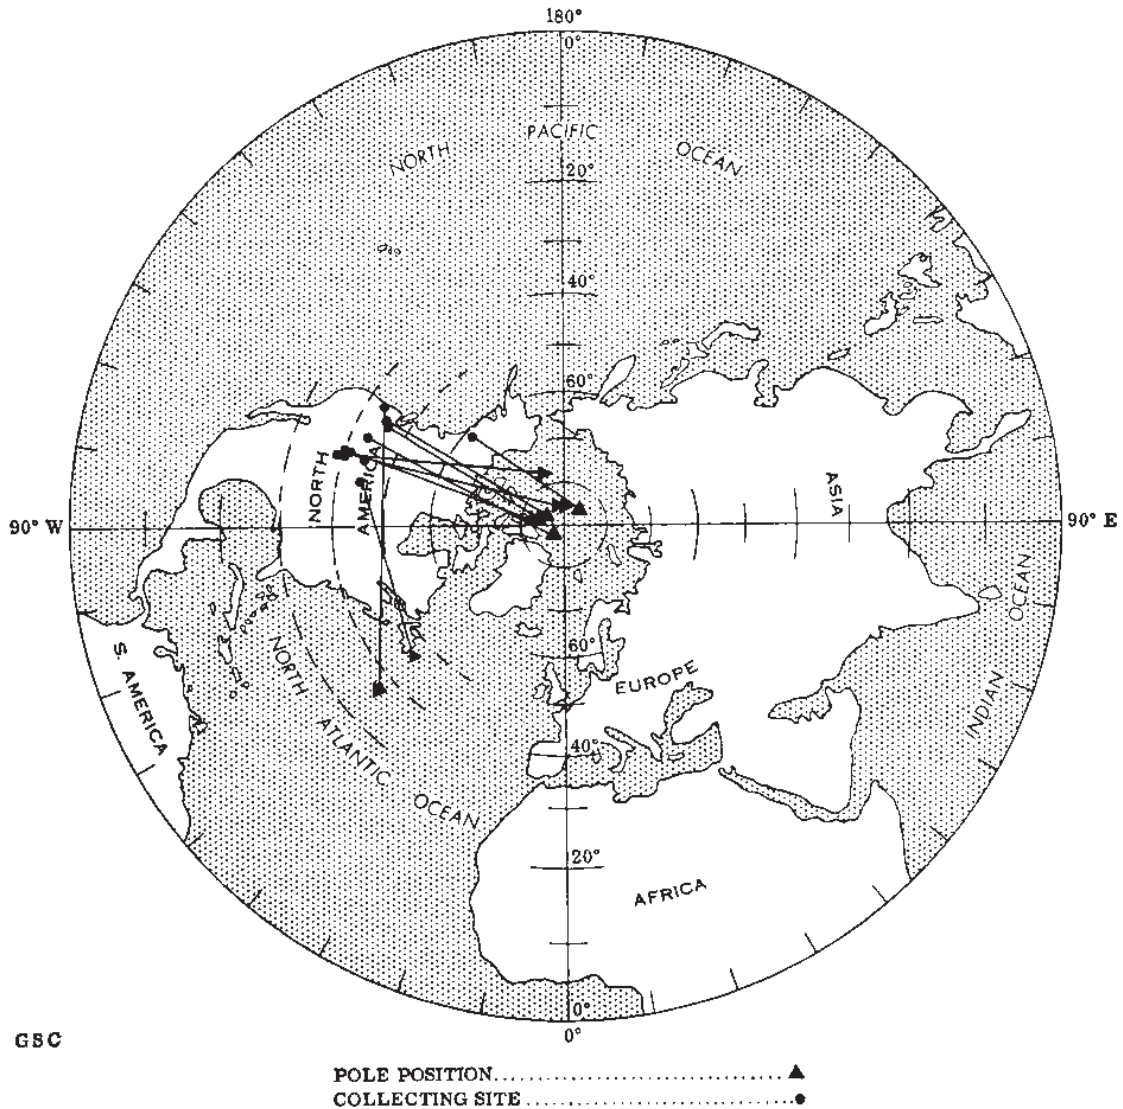 180°
0°
PACIFIC
NORTH
OCEAN
20°
40°
60°
NORTH
AMERICA
ASIA
90° W
90° E
60°
EUROPE
OCEAN
INDIAN
S. AMERICA
NORTH
ATLANTIC
OCEAN
40°
20°
AFRICA
0°
0°
GSC
POLE POSITION
COLLECTING SITE